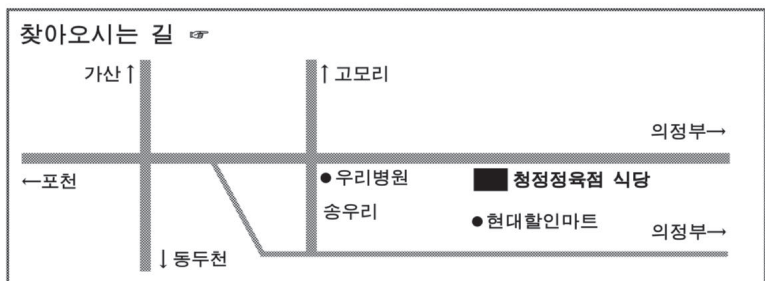 찾아오시는 길 ☞
가산↑
↑고모리
의정부→
←포천
●우리병원
청정정육점 식당
송우리
●현대할인마트
의정부→
↓동두천